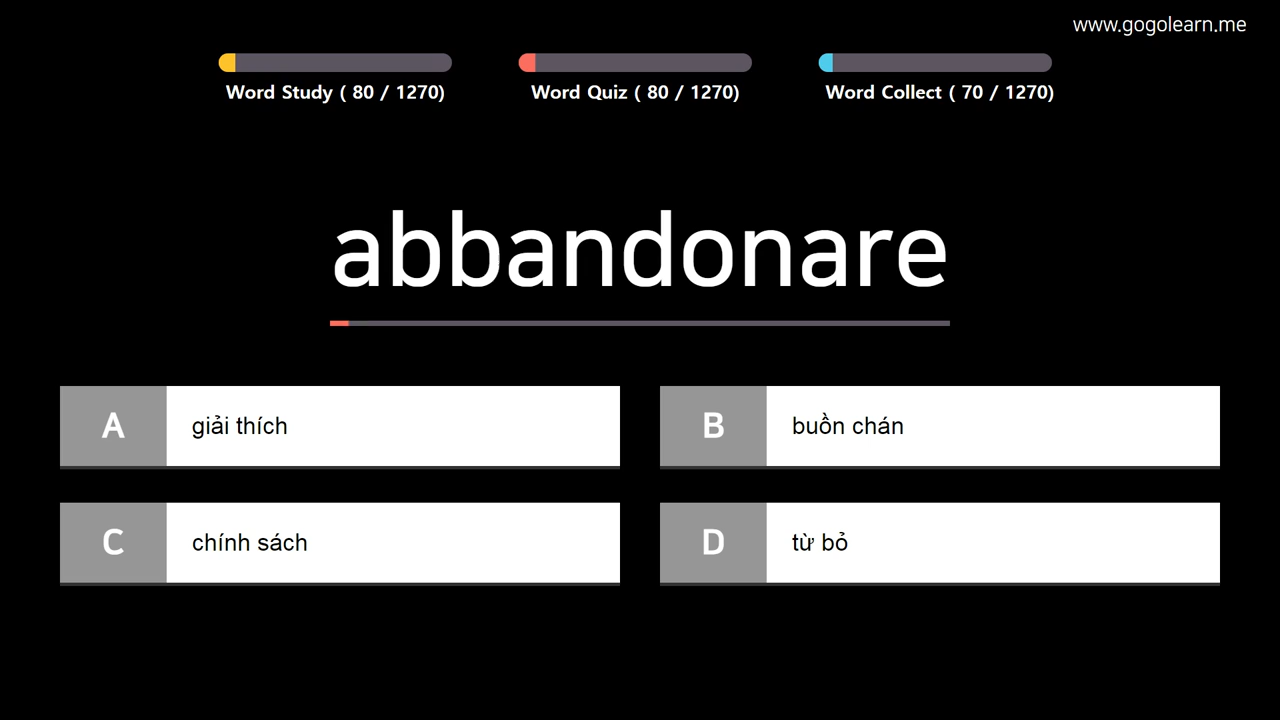 www.gogolearn.me
Word Study ( 80 / 1270)
Word Quiz ( 80 / 1270)
Word Collect ( 70 / 1270)
abbandonare
A giải thích
B buồn chán
C chính sách
D từ bỏ